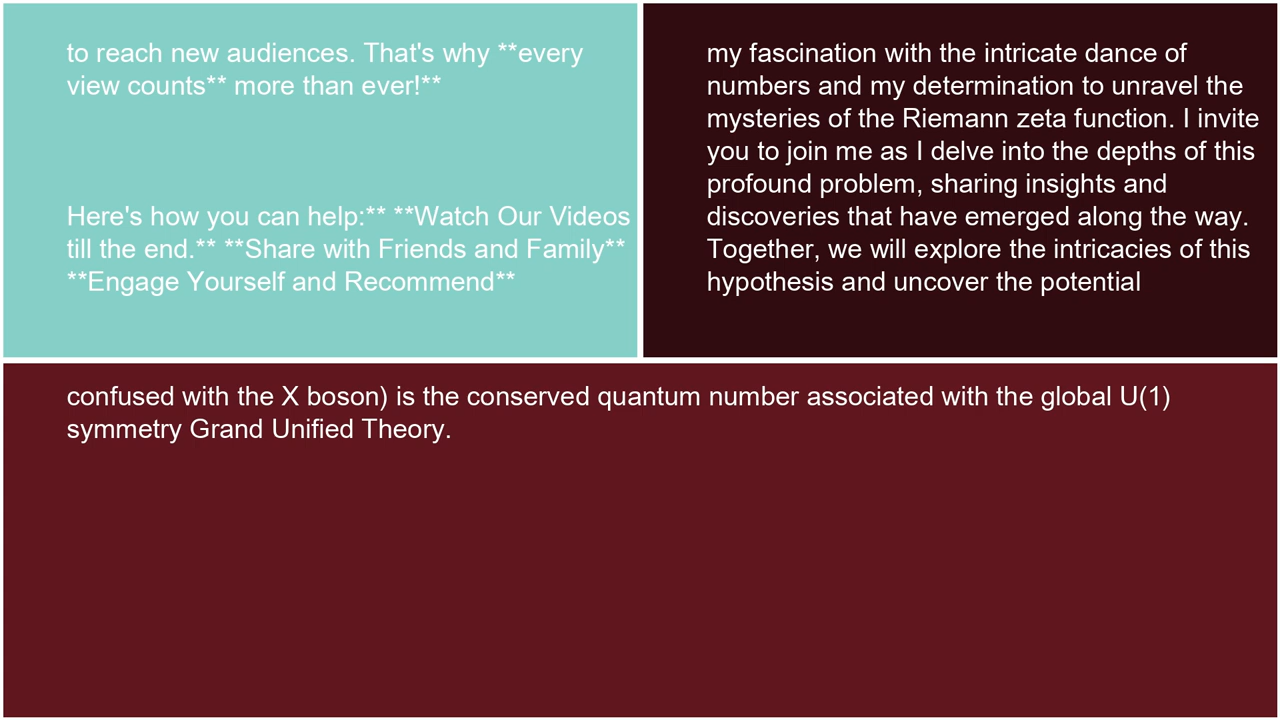 to reach new audiences. That's why **every
view counts** more than ever!**
Here's how you can help:** **Watch Our Videos
till the end.** **Share with Friends and Family**
**Engage Yourself and Recommend**
my fascination with the intricate dance of
numbers and my determination to unravel the
mysteries of the Riemann zeta function. I invite
you to join me as I delve into the depths of this
profound problem, sharing insights and
discoveries that have emerged along the way.
Together, we will explore the intricacies of this
hypothesis and uncover the potential
confused with the X boson) is the conserved quantum number associated with the global U(1)
symmetry Grand Unified Theory.